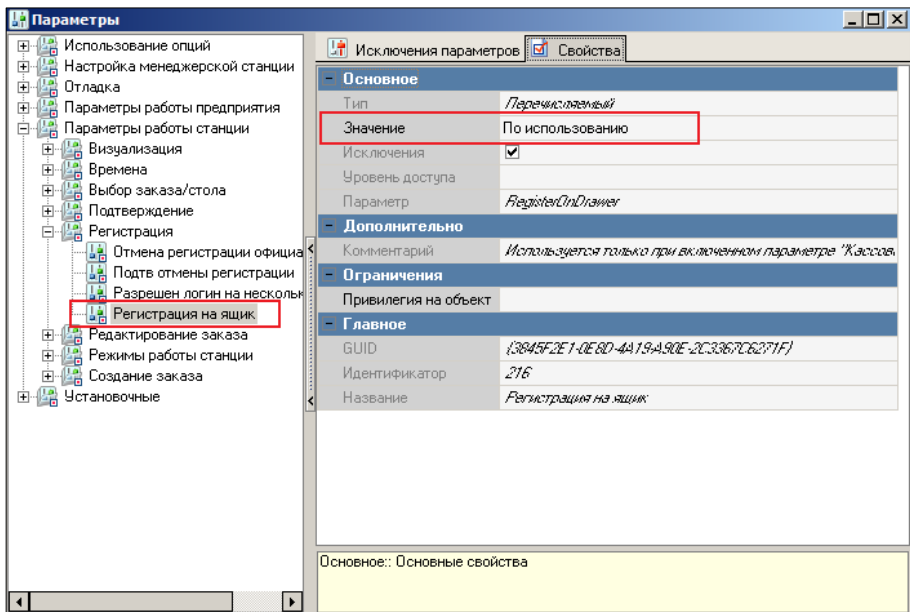 Параметры
Использование опций
Настройка менеджерской станции
Отладка
Параметры работы предприятия
Параметры работы станции
Визуализация
Времена
Выбор заказа/стола
Подтверждение
Регистрация
Отмена регистрации официа
Подтв отмены регистрации
Разрешен логин на несколы
Регистрация на ящик
Редактирование заказа
Режимы работы станции
Создание заказа
Установочные
Исключения параметров Свойства
Основное
Тип Перечисляемый
Значение По использованию
Исключения
Уровень доступа
Параметр RegisterOnDrawer
Дополнительно
Комментарий Используется только при включенном параметре "Кассов
Ограничения
Привилегия на объект
Главное
GUID {3845F2E1-0E8D-4A19-A90E-2C3367C6271F}
Идентификатор 216
Название Регистрация на ящик
Основное:: Основные свойства